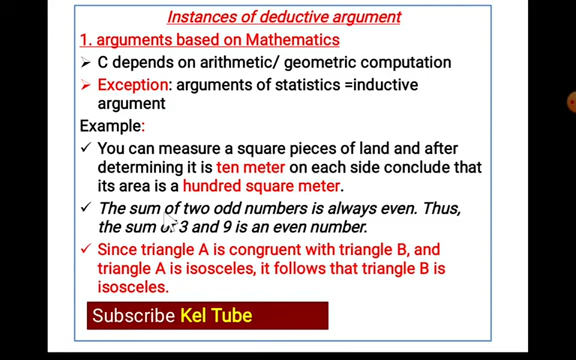 Instances of deductive argument
1. arguments based on Mathematics
➢ C depends on arithmetic/ geometric computation
➢ Exception: arguments of statistics =inductive
argument
Example:
✓ You can measure a square pieces of land and after
determining it is ten meter on each side conclude that
its area is a hundred square meter.
✓ The sum of two odd numbers is always even. Thus,
the sum of 3 and 9 is an even number.
✓ Since triangle A is congruent with triangle B, and
triangle A is isosceles, it follows that triangle B is
isosceles.
Subscribe Kel Tube